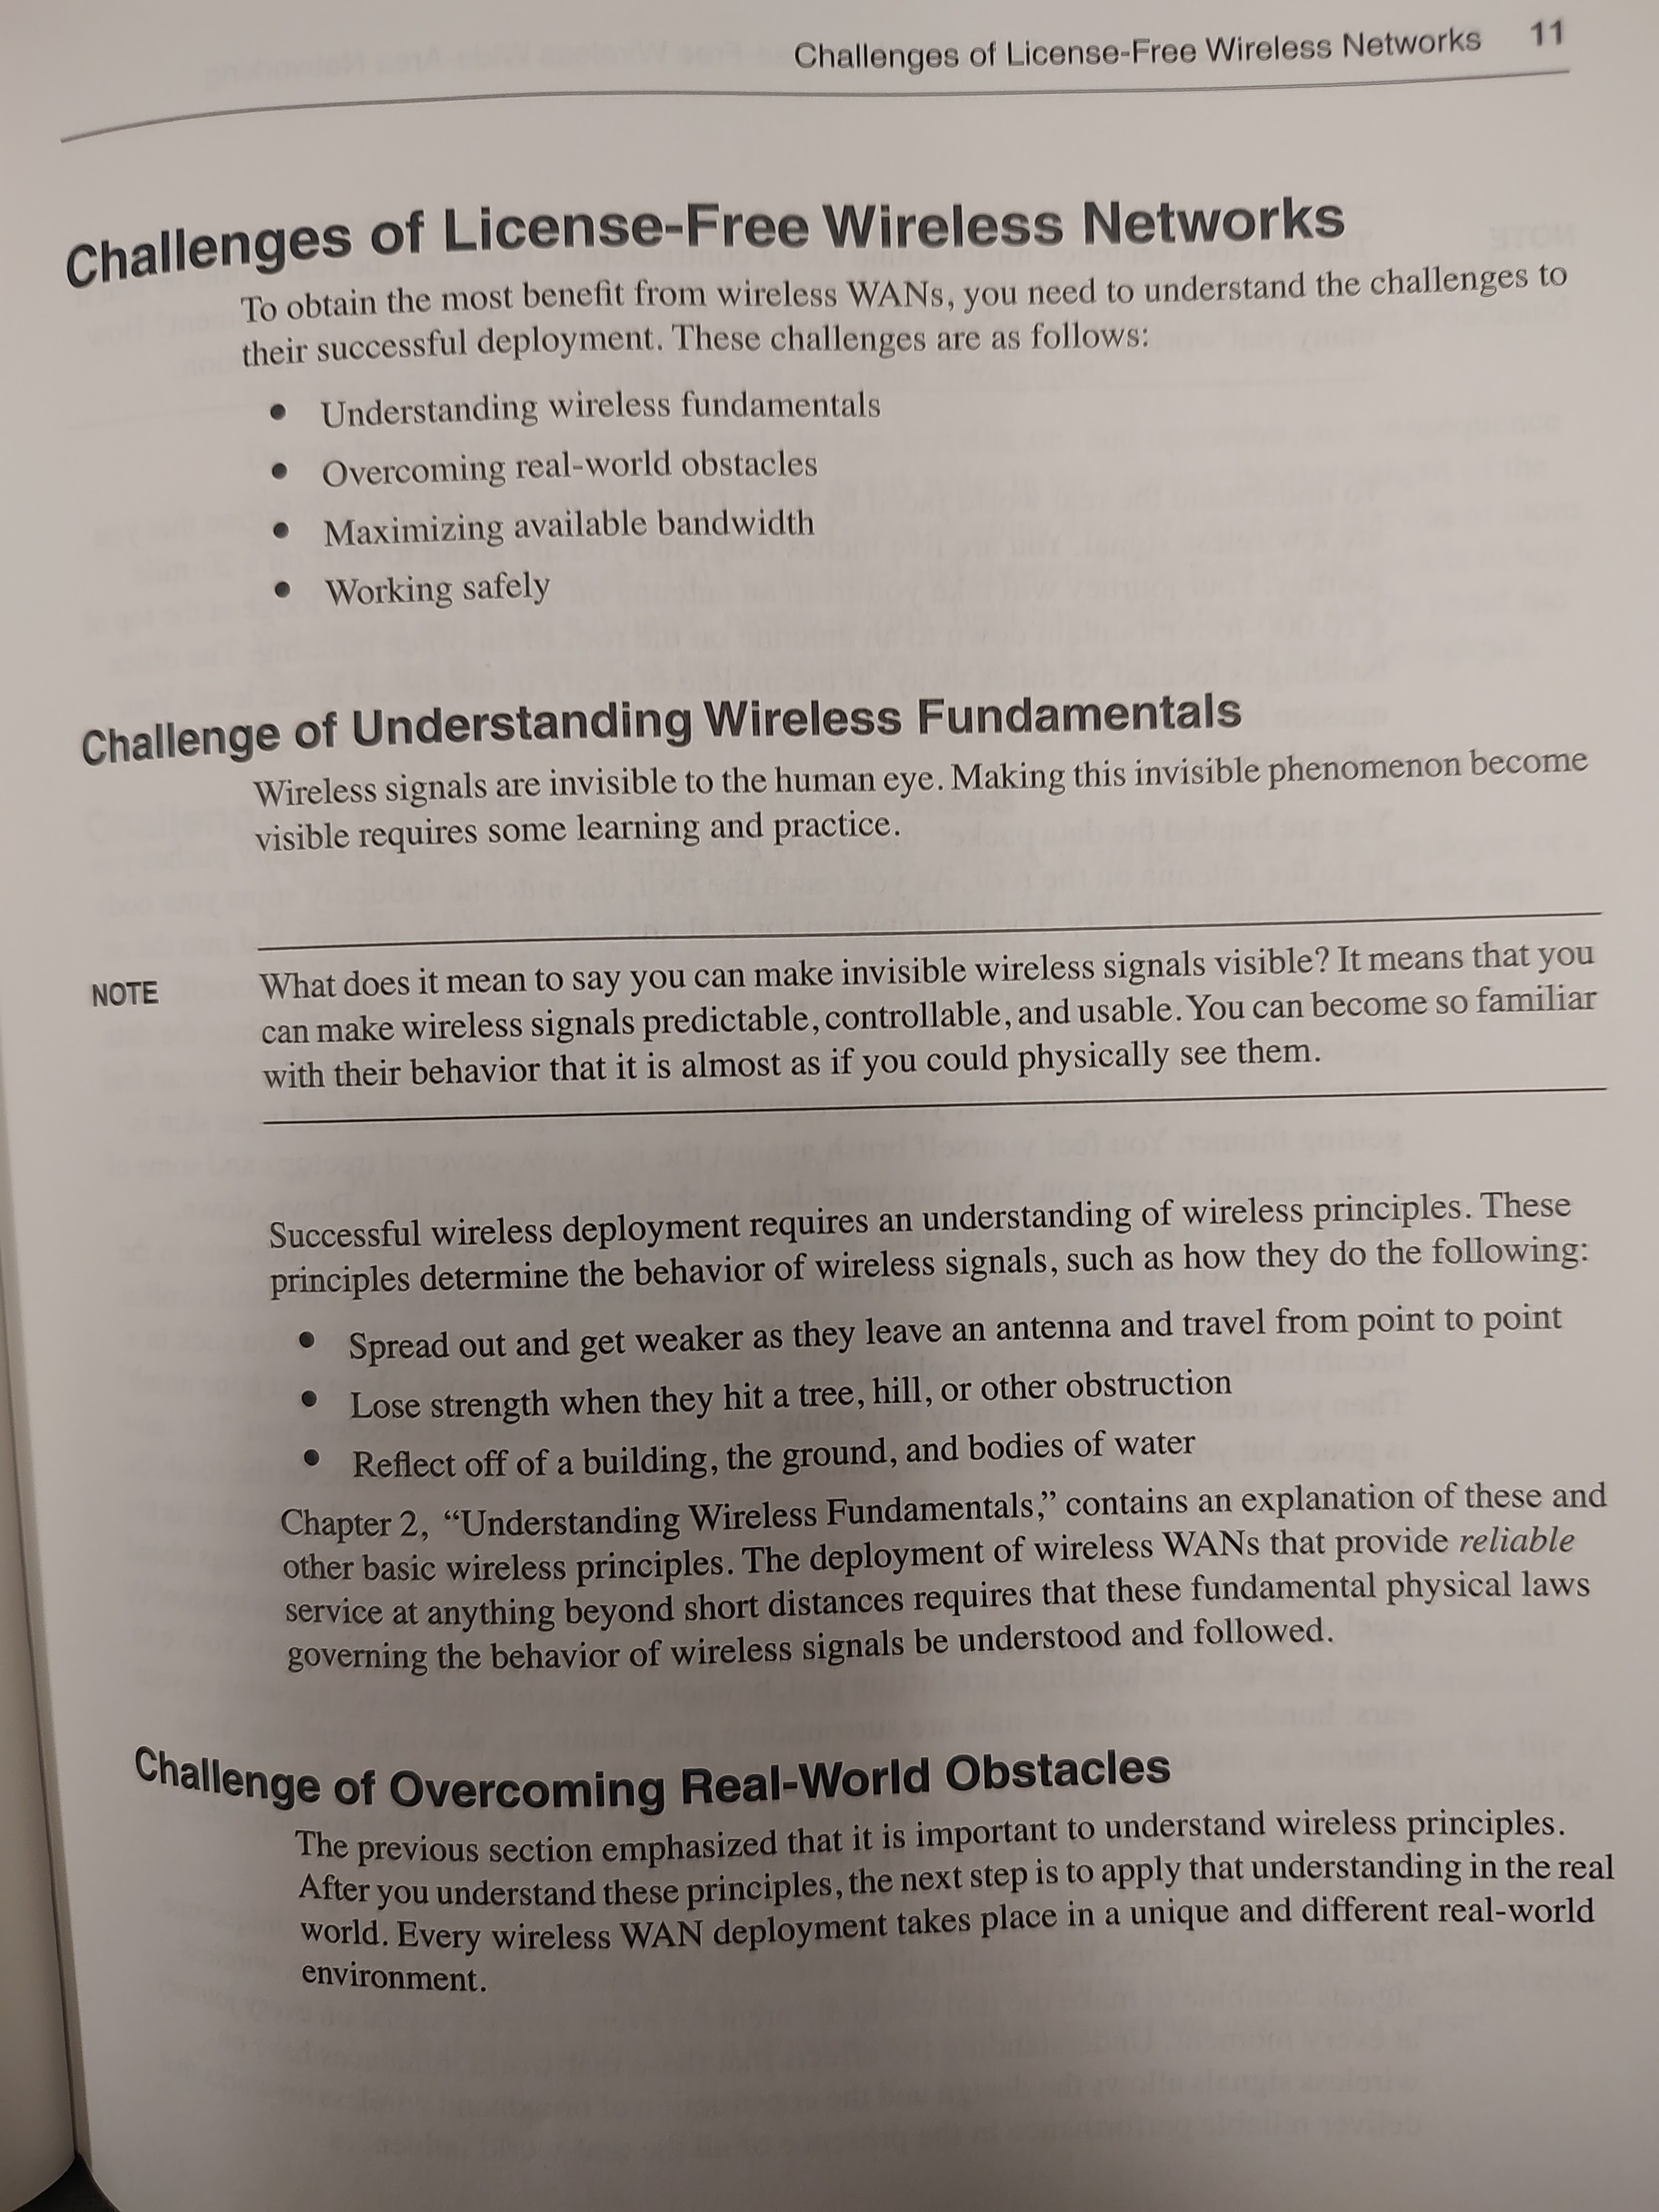 Challenges of License-Free Wireless Networks 11
Challenges of License-Free Wireless Networks
To obtain the most benefit from wireless WANs, you need to understand the challenges to
their successful deployment. These challenges are as follows:
• Understanding wireless fundamentals
• Overcoming real-world obstacles
• Maximizing available bandwidth
• Working safely
Challenge of Understanding Wireless Fundamentals
Wireless signals are invisible to the human eye. Making this invisible phenomenon become
visible requires some learning and practice.
NOTE What does it mean to say you can make invisible wireless signals visible? It means that you
can make wireless signals predictable, controllable, and usable. You can become so familiar
with their behavior that it is almost as if you could physically see them.
Successful wireless deployment requires an understanding of wireless principles. These
principles determine the behavior of wireless signals, such as how they do the following:
• Spread out and get weaker as they leave an antenna and travel from point to point
• Lose strength when they hit a tree, hill, or other obstruction
• Reflect off of a building, the ground, and bodies of water
Chapter 2, “Understanding Wireless Fundamentals,” contains an explanation of these and
other basic wireless principles. The deployment of wireless WANs that provide reliable
service at anything beyond short distances requires that these fundamental physical laws
governing the behavior of wireless signals be understood and followed.
Challenge of Overcoming Real-World Obstacles
The previous section emphasized that it is important to understand wireless principles.
After you understand these principles, the next step is to apply that understanding in the real
world. Every wireless WAN deployment takes place in a unique and different real-world
environment.